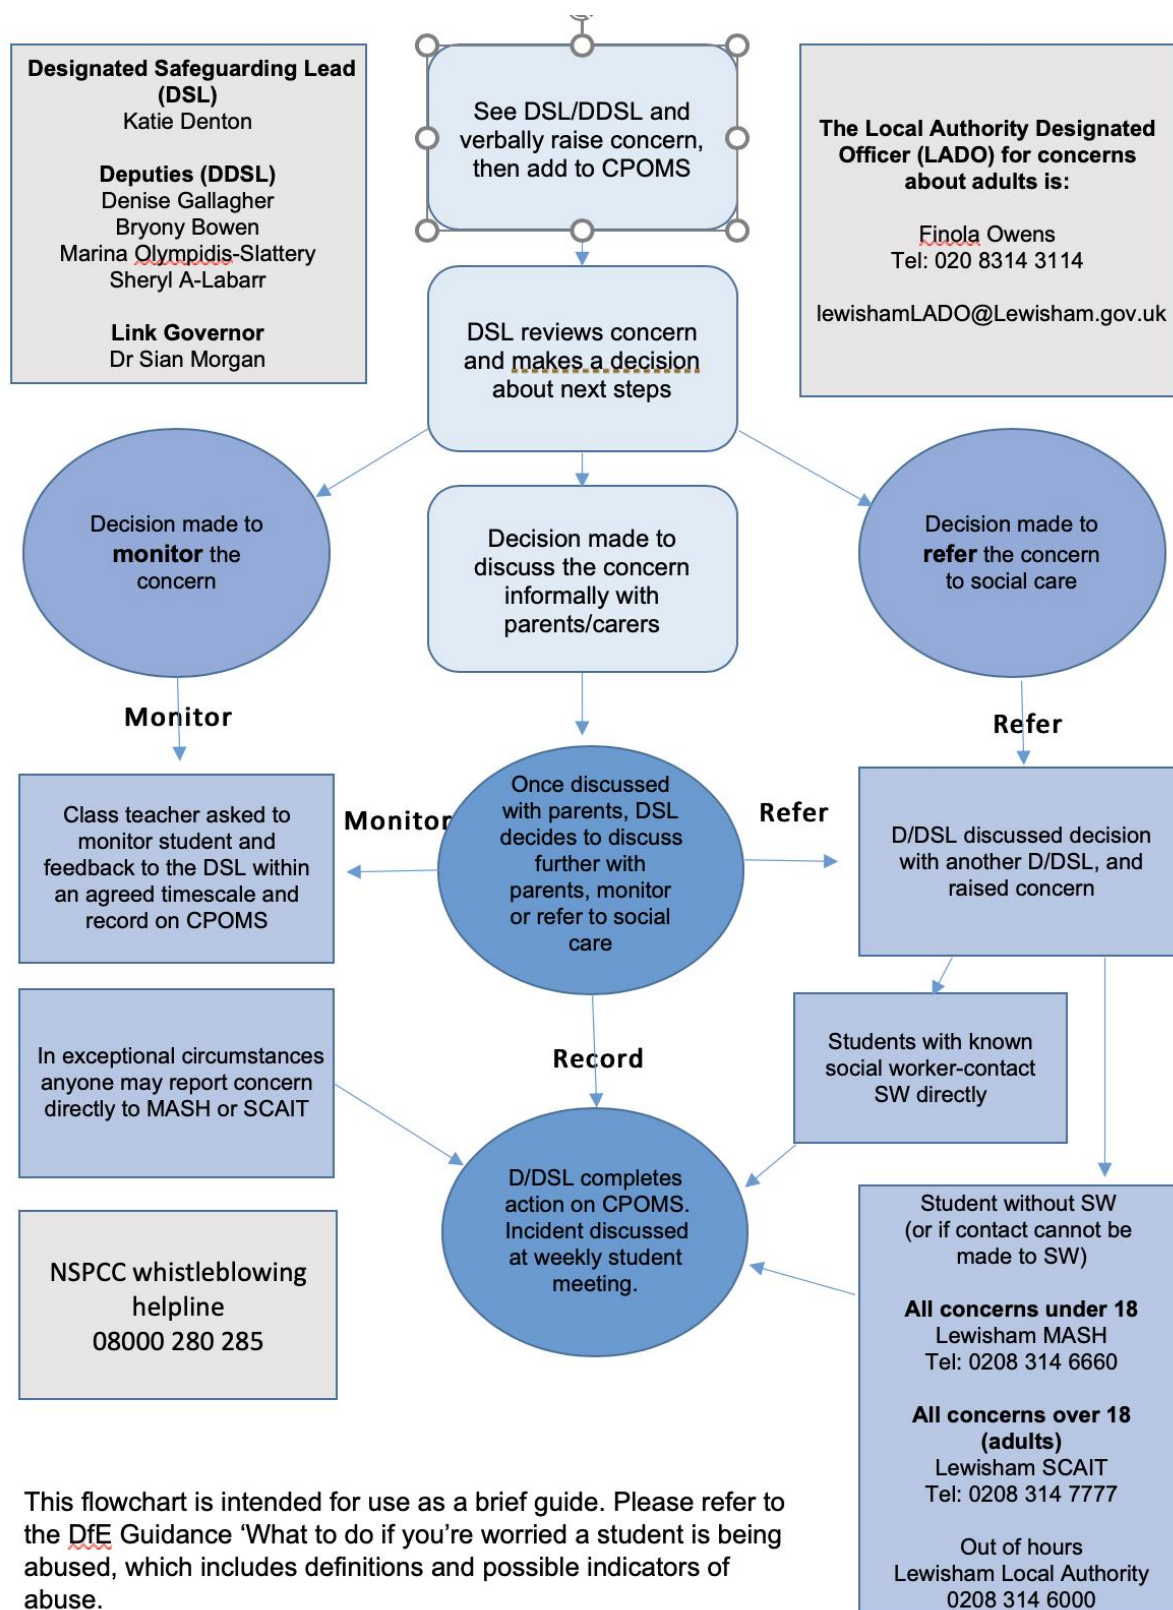 Designated Safeguarding Lead
(DSL)
Katie Denton
Deputies (DDSL)
Denise Gallagher
Bryony Bowen
Marina Olympidis-Slattery
Sheryl A-Labarr
Link Governor
Dr Sian Morgan
See DSL/DDSL and
verbally raise concern,
then add to CPOMS
The Local Authority Designated
Officer (LADO) for concerns
about adults is:
Finola Owens
Tel: 020 8314 3114
lewishamLADO@Lewisham.gov.uk
DSL reviews concern
and makes a decision
about next steps
Decision made to
monitor the
concern
Decision made to
discuss the concern
informally with
parents/carers
Decision made to
refer the concern
to social care
Monitor
Refer
Class teacher asked to
monitor student and
feedback to the DSL within
an agreed timescale and
record on CPOMS
Monitor
Once discussed
with parents, DSL
decides to discuss
further with
parents, monitor
or refer to social
care
Refer
D/DSL discussed decision
with another D/DSL, and
raised concern
In exceptional circumstances
anyone may report concern
directly to MASH or SCAIT
Record
Students with known
social worker-contact
SW directly
D/DSL completes
action on CPOMS.
Incident discussed
at weekly student
meeting.
Student without SW
(or if contact cannot be
made to SW)
All concerns under 18
Lewisham MASH
Tel: 0208 314 6660
All concerns over 18
(adults)
Lewisham SCAIT
Tel: 0208 314 7777
Out of hours
Lewisham Local Authority
0208 314 6000
NSPCC whistleblowing
helpline
08000 280 285
This flowchart is intended for use as a brief guide. Please refer to
the DfE Guidance ‘What to do if you’re worried a student is being
abused, which includes definitions and possible indicators of
abuse.